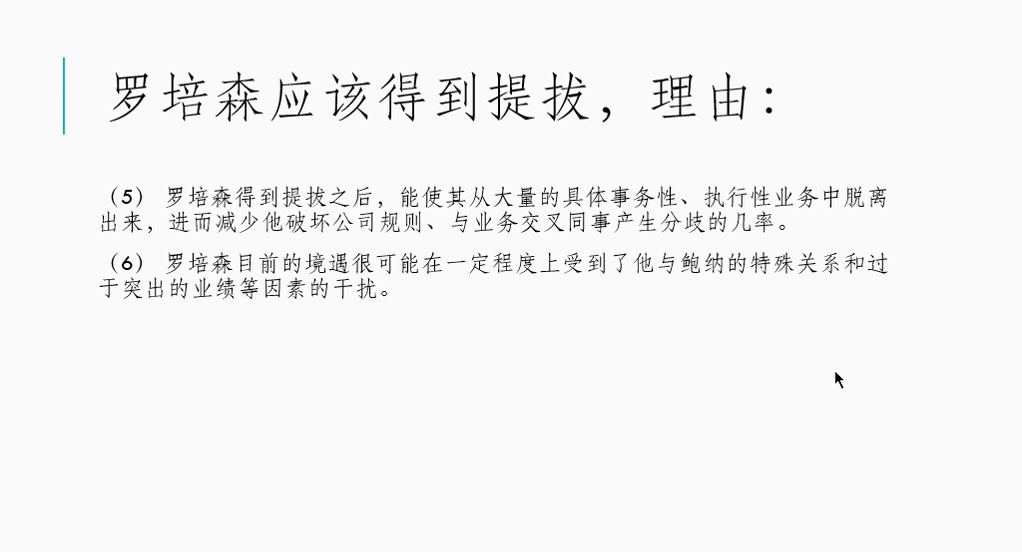 罗培森应该得到提拔，理由：
（5） 罗培森得到提拔之后，能使其从大量的具体事务性、执行性业务中脱离
出来，进而减少他破坏公司规则、与业务交叉同事产生分歧的几率。
（6） 罗培森目前的境遇很可能在一定程度上受到了他与鲍纳的特殊关系和过
于突出的业绩等因素的干扰。